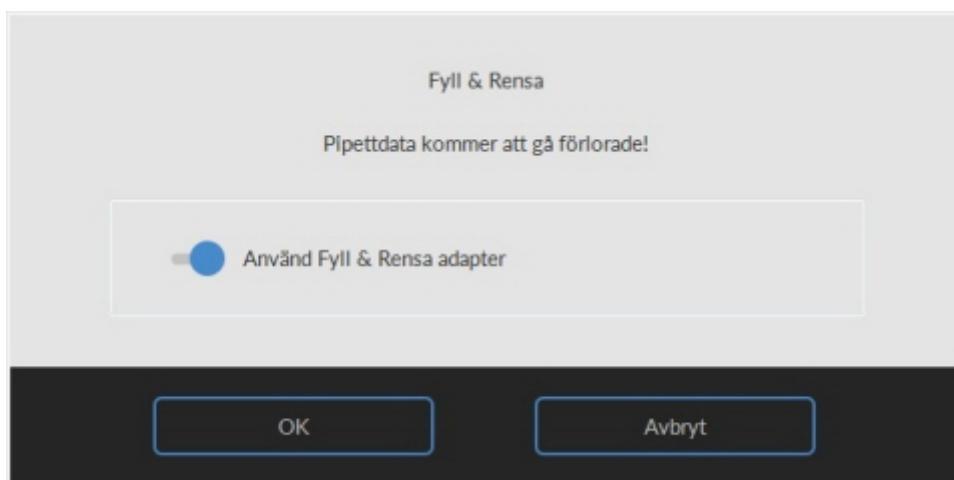 Fyll & Rensa
Pipettdata kommer att gå förlorade!
Använd Fyll & Rensa adapter
OK
Avbryt